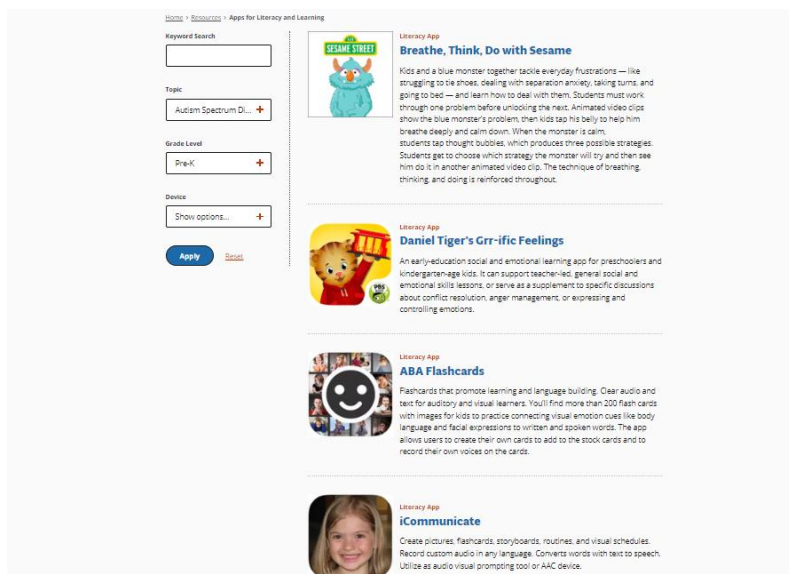 Home > Resources > Apps for Literacy and Learning
Keyword Search
Topic
Autism Spectrum Di... +
Grade Level
Pre-K +
Device
Show options... +
Apply Reset
SESAME STREET
Literacy App
Breathe, Think, Do with Sesame
Kids and a blue monster together tackle everyday frustrations — like
struggling to tie shoes, dealing with separation anxiety, taking turns, and
going to bed — and learn how to deal with them. Students must work
through one problem before unlocking the next. Animated video clips
show the blue monster's problem, then kids tap his belly to help him
breathe deeply and calm down. When the monster is calm,
students tap thought bubbles, which produces three possible strategies.
Students get to choose which strategy the monster will try and then see
him do it in another animated video clip. The technique of breathing,
thinking, and doing is reinforced throughout.
PBS
Literacy App
Daniel Tiger's Grr-ific Feelings
An early-education social and emotional learning app for preschoolers and
kindergarten-age kids. It can support teacher-led, general social and
emotional skills lessons, or serve as a supplement to specific discussions
about conflict resolution, anger management, or expressing and
controlling emotions.
Literacy App
ABA Flashcards
Flashcards that promote learning and language building. Clear audio and
text for auditory and visual learners. You'll find more than 200 flash cards
with images for kids to practice connecting visual emotion cues like body
language and facial expressions to written and spoken words. The app
allows users to create their own cards to add to the stock cards and to
record their own voices on the cards.
Literacy App
iCommunicate
Create pictures, flashcards, storyboards, routines, and visual schedules.
Record custom audio in any language. Converts words with text to speech.
Utilize as audio visual prompting tool or AAC device.